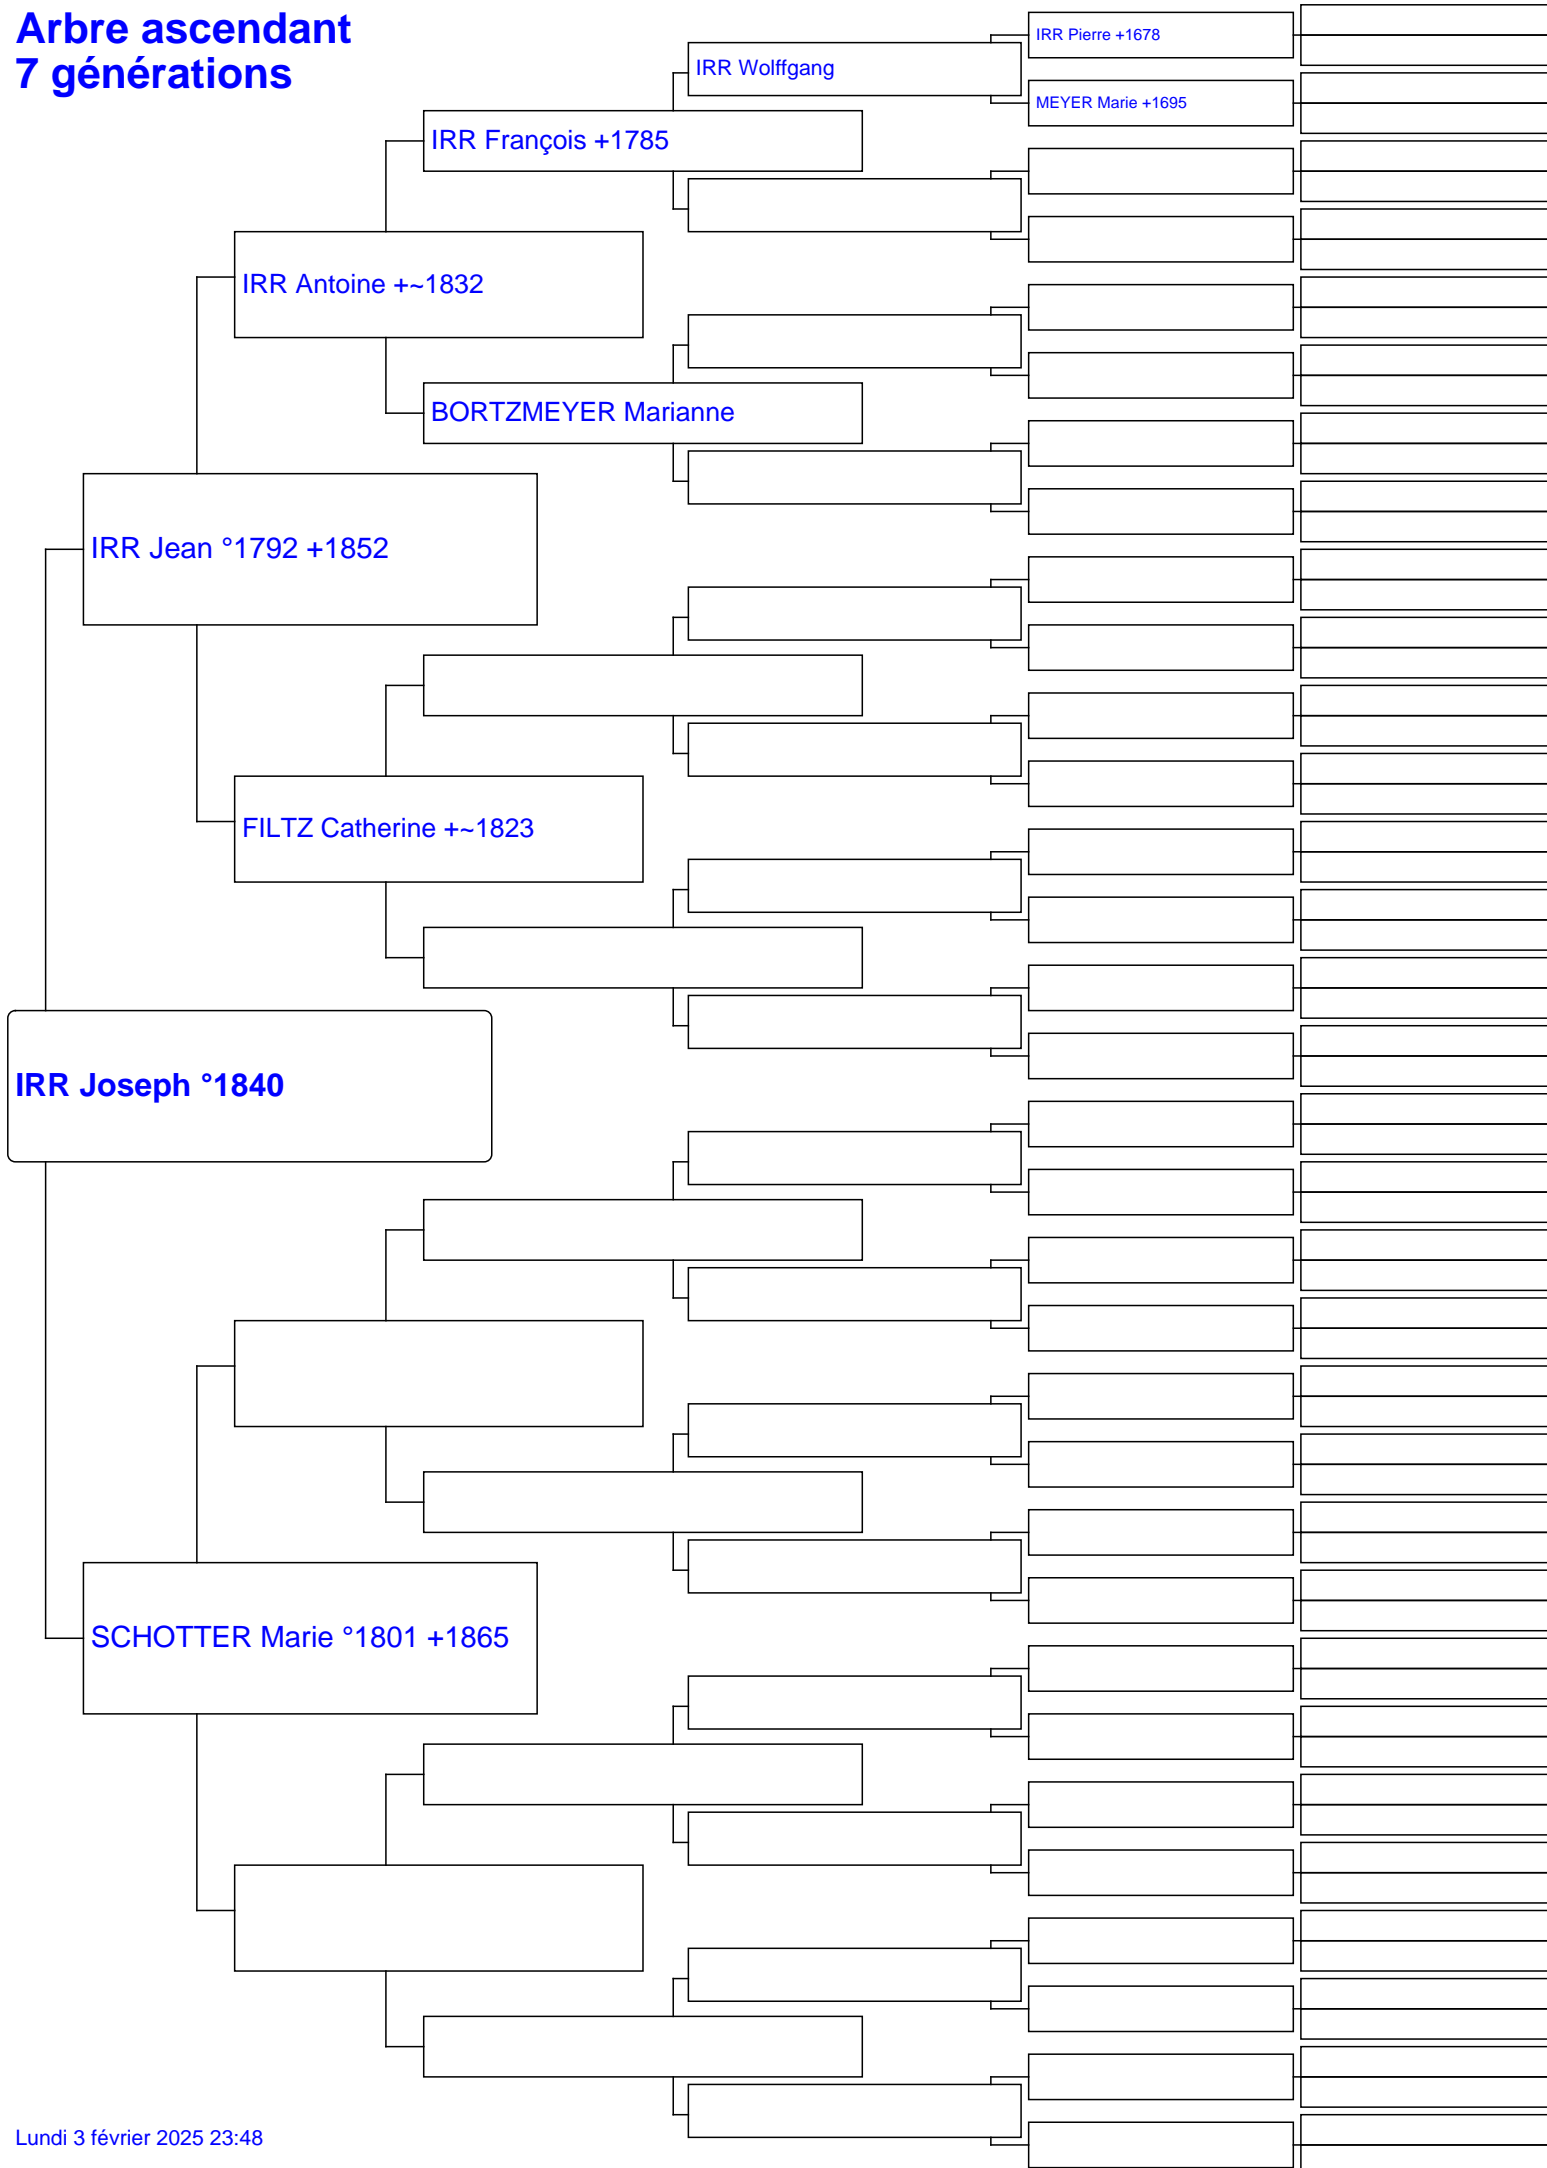 Arbre ascendant
7 générations
IRR Pierre +1678
IRR Wolffgang
MEYER Marie +1695
IRR François +1785
IRR Antoine +~1832
BORTZMEYER Marianne
IRR Jean °1792 +1852
FILTZ Catherine +~1823
IRR Joseph °1840
SCHOTTER Marie °1801 +1865
Lundi 3 février 2025 23:48